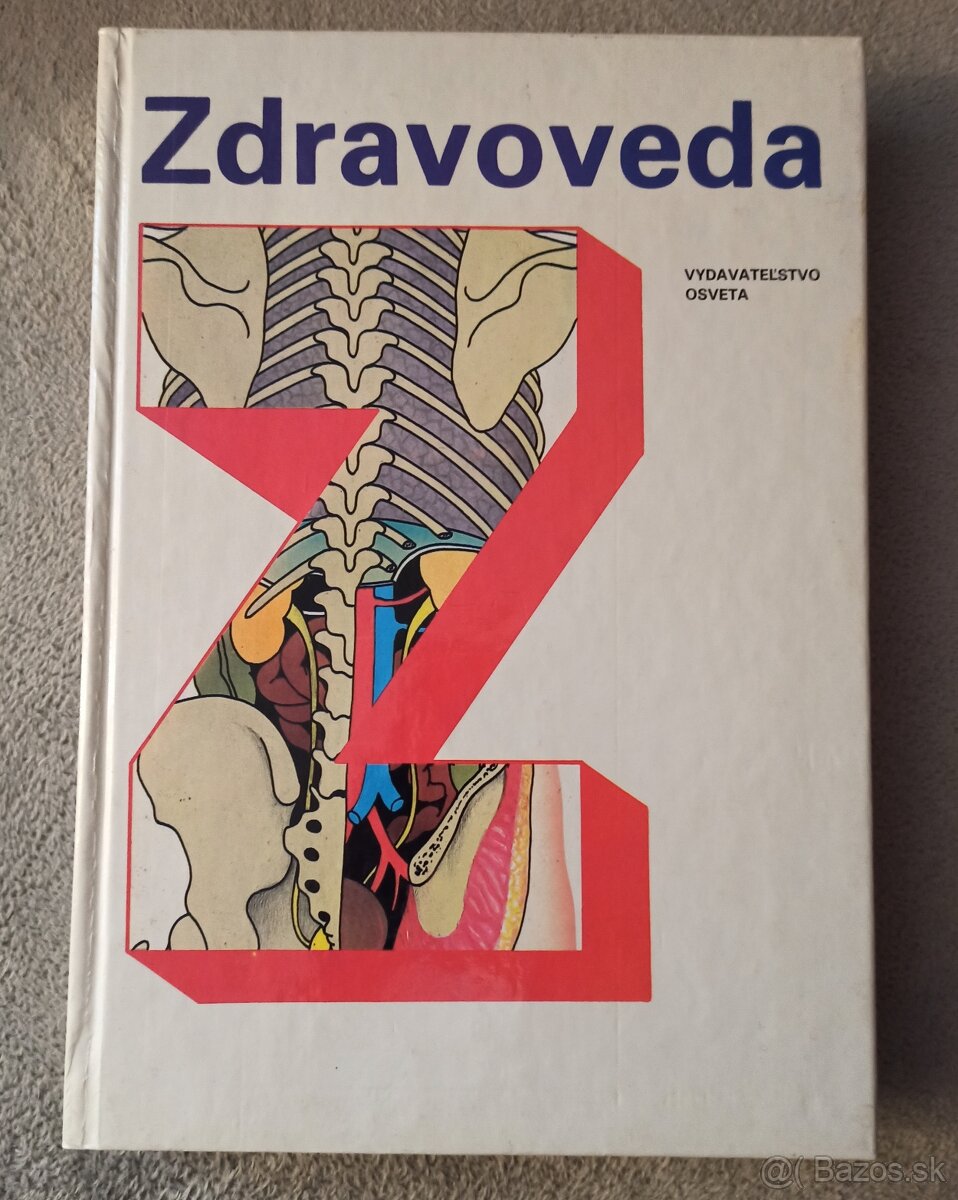 Zdravoveda
VYDAVATEĽSTVO
OSVETA
@( Bazos.sk